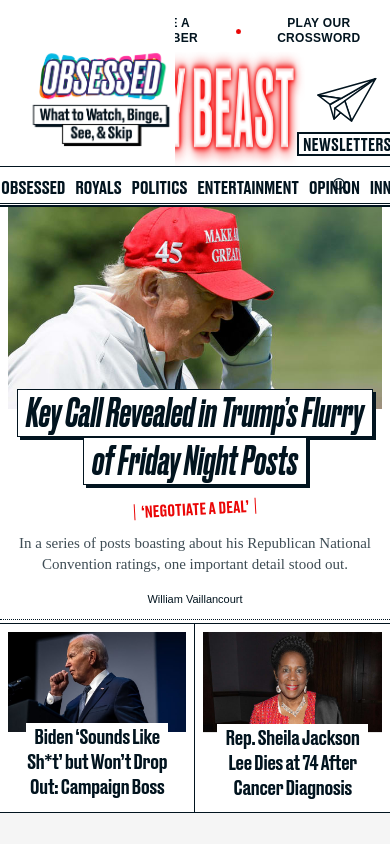 PLAY OUR
CROSSWORD
OBSESSED
What to Watch, Binge,
See, & Skip
Y BEAST
NEWSLETTERS
OBSESSED ROYALS POLITICS ENTERTAINMENT OPINION INN
45
MAKE A
GREAT
Key Call Revealed in Trump’s Flurry
of Friday Night Posts
‘NEGOTIATE A DEAL’
In a series of posts boasting about his Republican National
Convention ratings, one important detail stood out.
William Vaillancourt
Biden ‘Sounds Like
Sh*t’ but Won’t Drop
Out: Campaign Boss
Rep. Sheila Jackson
Lee Dies at 74 After
Cancer Diagnosis